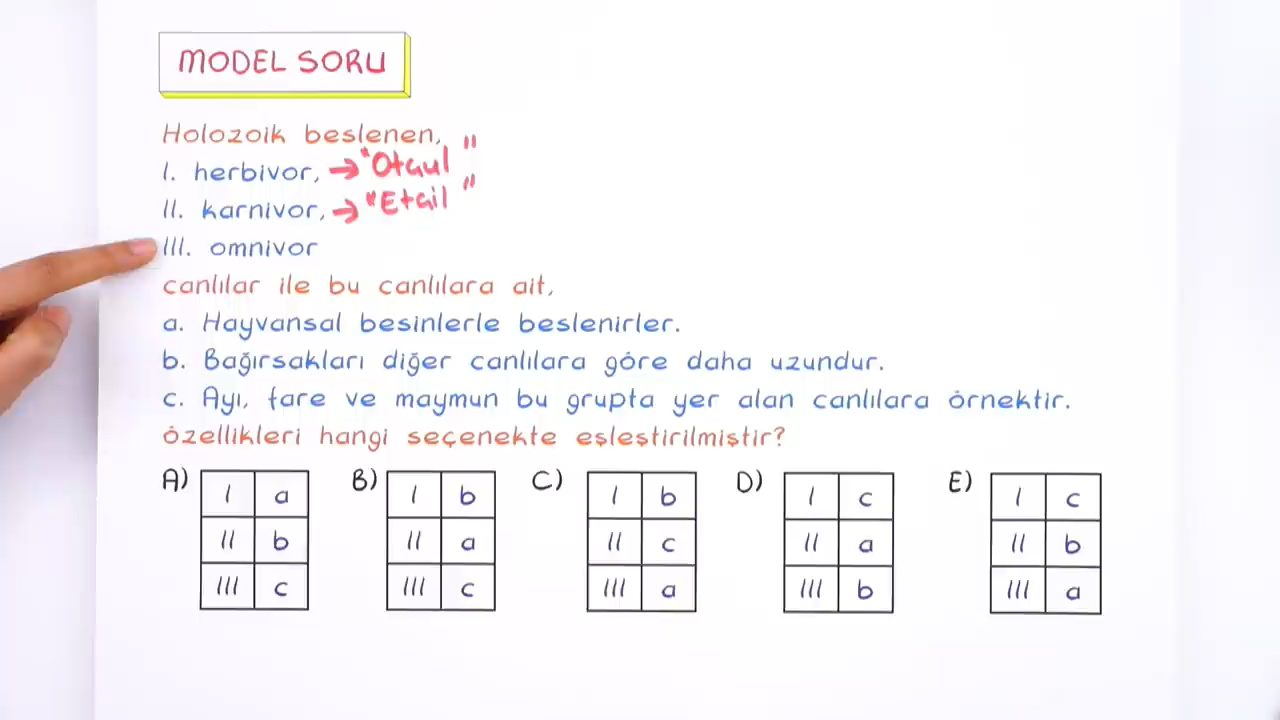 MODEL SORU
Holozoik beslenen,
I. herbivor, → "Otçul"
II. karnivor, → "Etçil"
III. omnivor
canlılar ile bu canlılara ait,
a. Hayvansal besinlerle beslenirler.
b. Bağırsakları diğer canlılara göre daha uzundur.
c. Ayı, fare ve maymun bu grupta yer alan canlılara örnektir.
özellikleri hangi seçenekte eşleştirilmiştir?
A) B) C) D) E)
I a I b I b I c I c
II b II a II c II a II b
III c III c III a III b III a